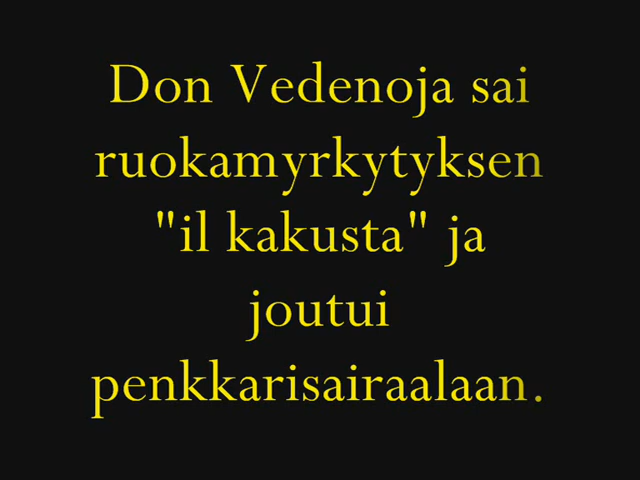 Don Vedenoja sai
ruokamyrkytyksen
"il kakusta" ja
joutui
penkkarisairaalaan.